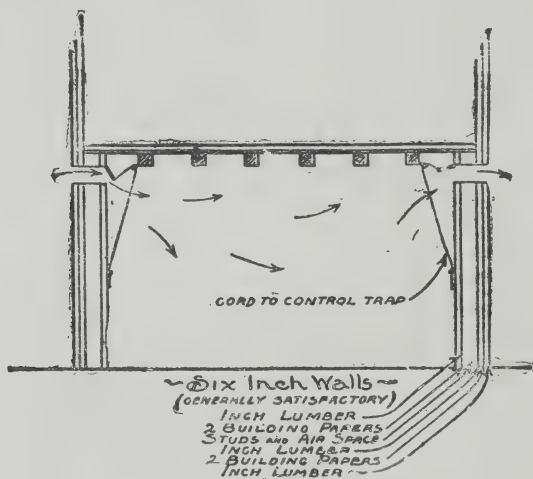 CORD TO CONTROL TRAP
~Six Inch Walls~
(GENERALLY SATISFACTORY)
INCH LUMBER
2 BUILDING PAPERS
STUDS AND AIR SPACE
INCH LUMBER
2 BUILDING PAPERS
INCH LUMBER